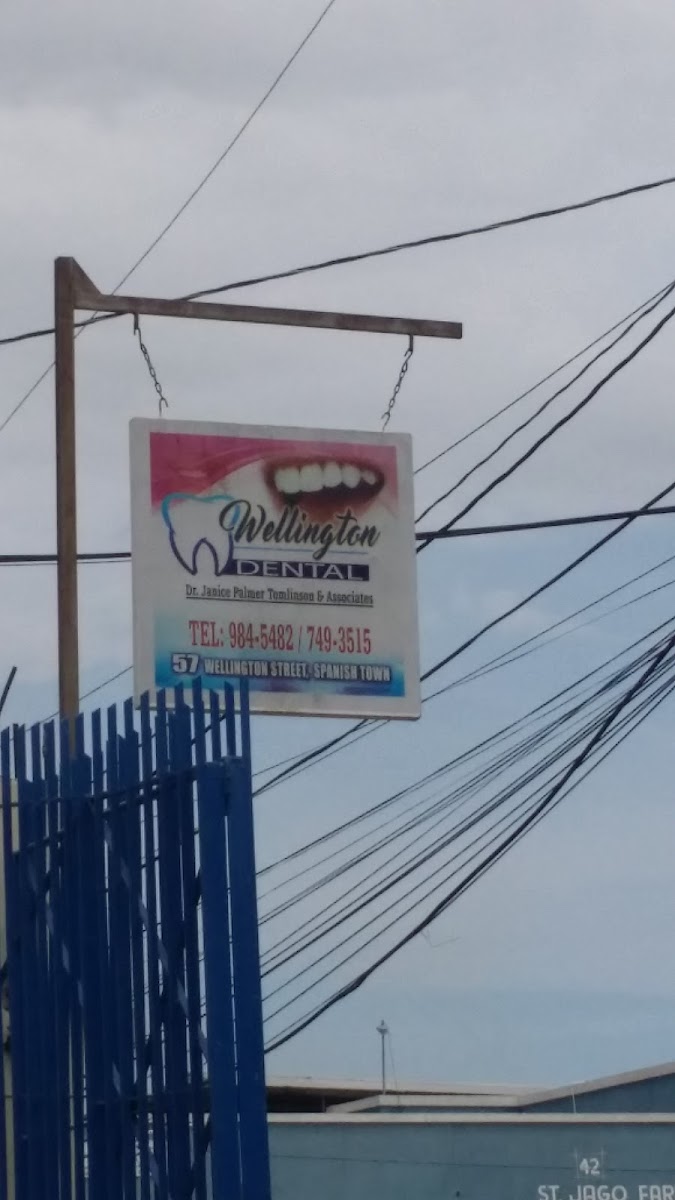 Wellington
DENTAL
Dr. Janice Palmer Tomlinson & Associates
TEL: 984-5482 / 749-3515
57 WELLINGTON STREET, SPANISH TOWN
42
ST. JAGO FAR